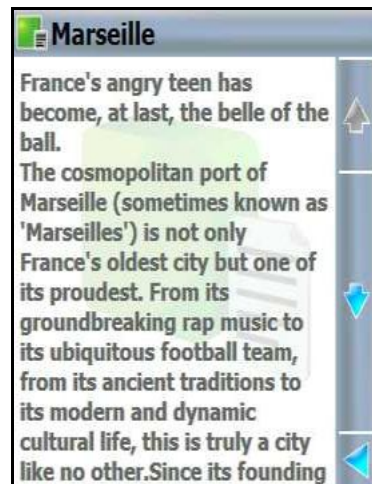 Marseille
France's angry teen has
become, at last, the belle of the
ball.
The cosmopolitan port of
Marseille (sometimes known as
'Marseilles') is not only
France's oldest city but one of
its proudest. From its
groundbreaking rap music to
its ubiquitous football team,
from its ancient traditions to
its modern and dynamic
cultural life, this is truly a city
like no other.Since its founding